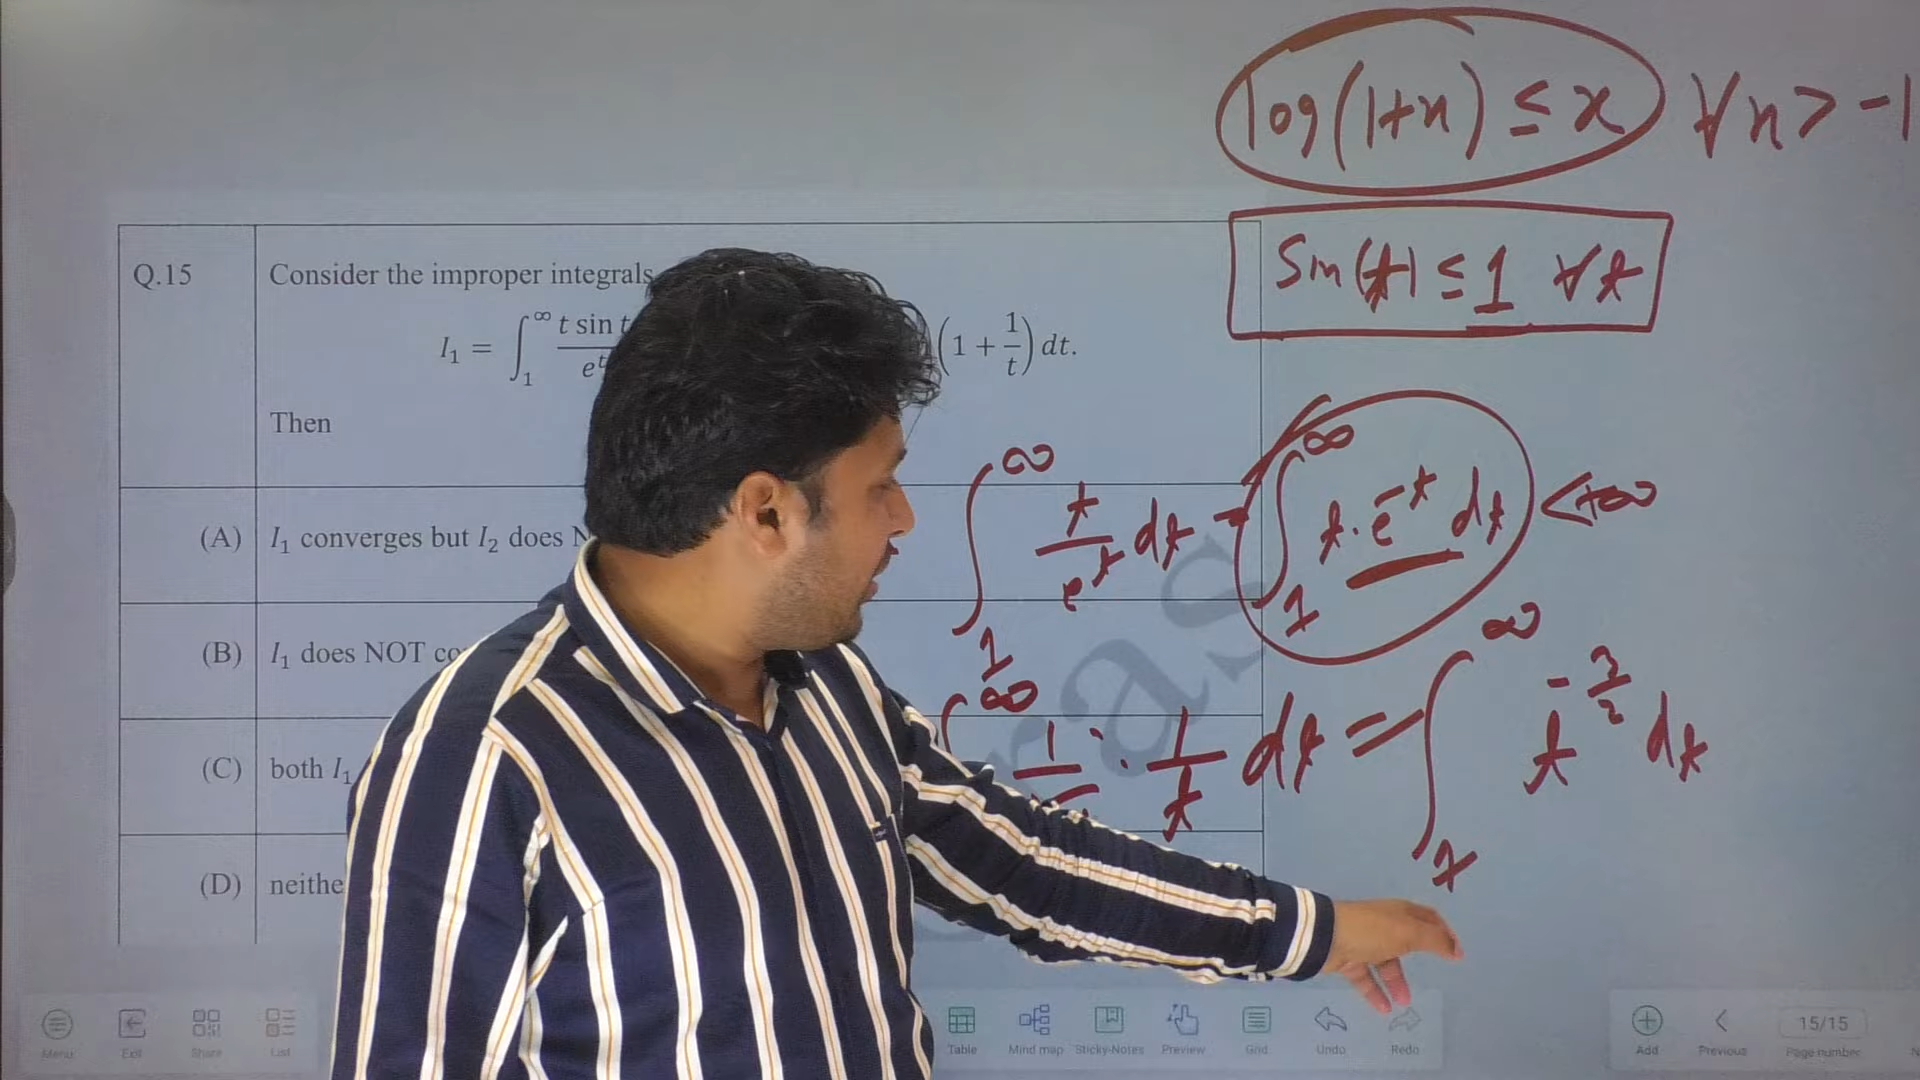 log(1+x) ≤ x ∀x > -1
Sin(t) ≤ 1 ∀t
Q.15
Consider the improper integrals
I₁ = ∫₁^∞ t sin t / e^t
(1 + 1/t) dt.
Then
∫₁^∞ t/e^t dt = ∫₁^∞ t·e^-t dt < +∞
(A) I₁ converges but I₂ does N
(B) I₁ does NOT co
∞ 1 · 1/t dt = ∫₁^∞ t^-3/2 dt
(C) both I₁
(D) neithe
ras
Menu Exit Share List Table Mind map Sticky-Notes Preview Grid Undo Redo Add Previous 15/15 Page number N